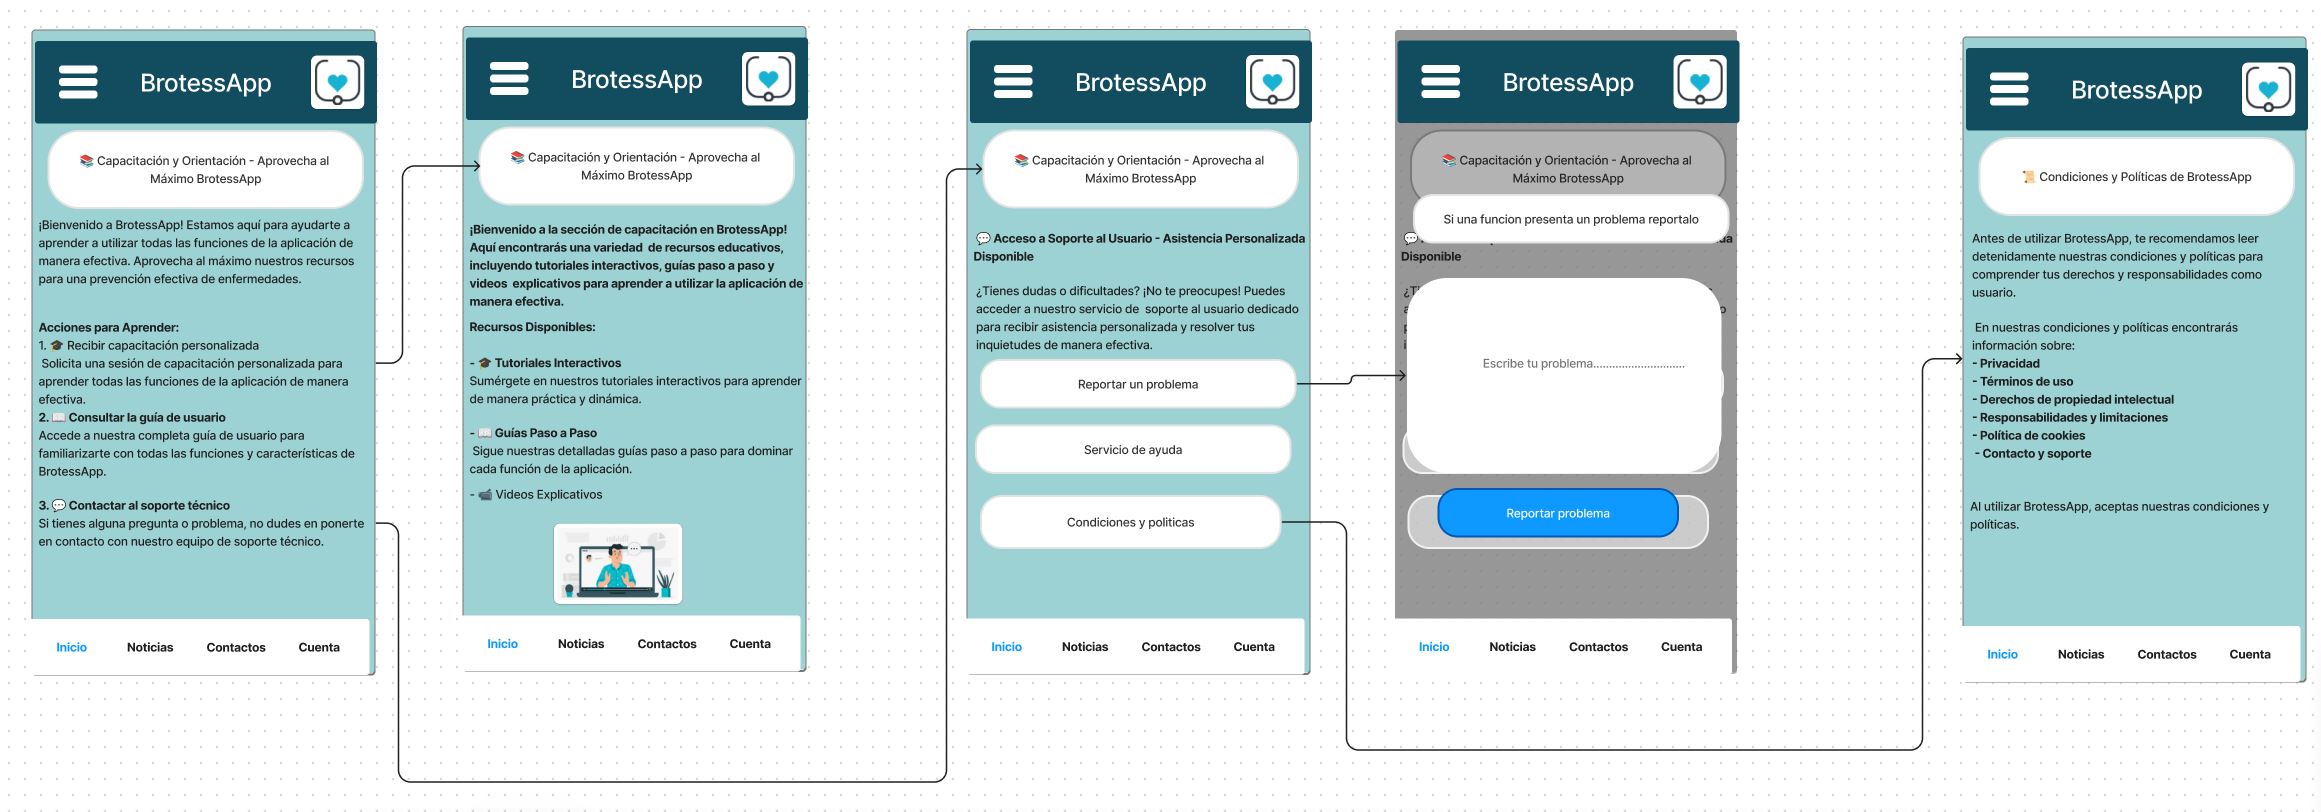 BrotessApp
📚 Capacitación y Orientación - Aprovecha al
Máximo BrotessApp
¡Bienvenido a BrotessApp! Estamos aquí para ayudarte a
aprender a utilizar todas las funciones de la aplicación de
manera efectiva. Aprovecha al máximo nuestros recursos
para una prevención efectiva de enfermedades.
Acciones para Aprender:
1. 🎓 Recibir capacitación personalizada
Solicita una sesión de capacitación personalizada para
aprender todas las funciones de la aplicación de manera
efectiva.
2. 📖 Consultar la guía de usuario
Accede a nuestra completa guía de usuario para
familiarizarte con todas las funciones y características de
BrotessApp.
3. 💬 Contactar al soporte técnico
Si tienes alguna pregunta o problema, no dudes en ponerte
en contacto con nuestro equipo de soporte técnico.
Inicio Noticias Contactos Cuenta
BrotessApp
📚 Capacitación y Orientación - Aprovecha al
Máximo BrotessApp
¡Bienvenido a la sección de capacitación en BrotessApp!
Aquí encontrarás una variedad de recursos educativos,
incluyendo tutoriales interactivos, guías paso a paso y
videos explicativos para aprender a utilizar la aplicación de
manera efectiva.
Recursos Disponibles:
- 🎓 Tutoriales Interactivos
Sumérgete en nuestros tutoriales interactivos para aprender
de manera práctica y dinámica.
- 📖 Guías Paso a Paso
Sigue nuestras detalladas guías paso a paso para dominar
cada función de la aplicación.
- 📹 Videos Explicativos
Inicio Noticias Contactos Cuenta
BrotessApp
📚 Capacitación y Orientación - Aprovecha al
Máximo BrotessApp
💬 Acceso a Soporte al Usuario - Asistencia Personalizada
Disponible
¿Tienes dudas o dificultades? ¡No te preocupes! Puedes
acceder a nuestro servicio de soporte al usuario dedicado
para recibir asistencia personalizada y resolver tus
inquietudes de manera efectiva.
Reportar un problema
Servicio de ayuda
Condiciones y politicas
Inicio Noticias Contactos Cuenta
BrotessApp
📚 Capacitación y Orientación - Aprovecha al
Máximo BrotessApp
Si una funcion presenta un problema reportalo
Disponible
Escribe tu problema............................
Reportar problema
Inicio Noticias Contactos Cuenta
BrotessApp
📜 Condiciones y Políticas de BrotessApp
Antes de utilizar BrotessApp, te recomendamos leer
detenidamente nuestras condiciones y políticas para
comprender tus derechos y responsabilidades como
usuario.
En nuestras condiciones y políticas encontrarás
información sobre:
- Privacidad
- Términos de uso
- Derechos de propiedad intelectual
- Responsabilidades y limitaciones
- Política de cookies
- Contacto y soporte
Al utilizar BrotessApp, aceptas nuestras condiciones y
políticas.
Inicio Noticias Contactos Cuenta